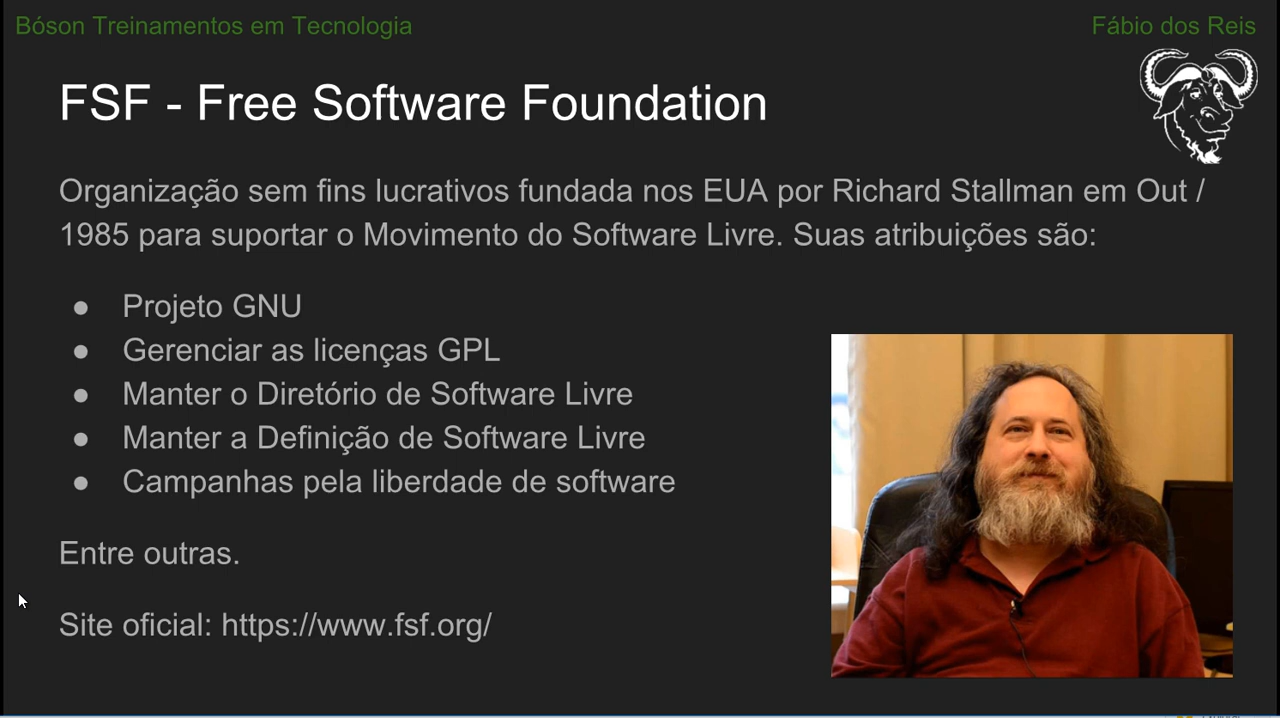 Bóson Treinamentos em Tecnologia
Fábio dos Reis
FSF - Free Software Foundation
Organização sem fins lucrativos fundada nos EUA por Richard Stallman em Out /
1985 para suportar o Movimento do Software Livre. Suas atribuições são:
● Projeto GNU
● Gerenciar as licenças GPL
● Manter o Diretório de Software Livre
● Manter a Definição de Software Livre
● Campanhas pela liberdade de software
Entre outras.
Site oficial: https://www.fsf.org/